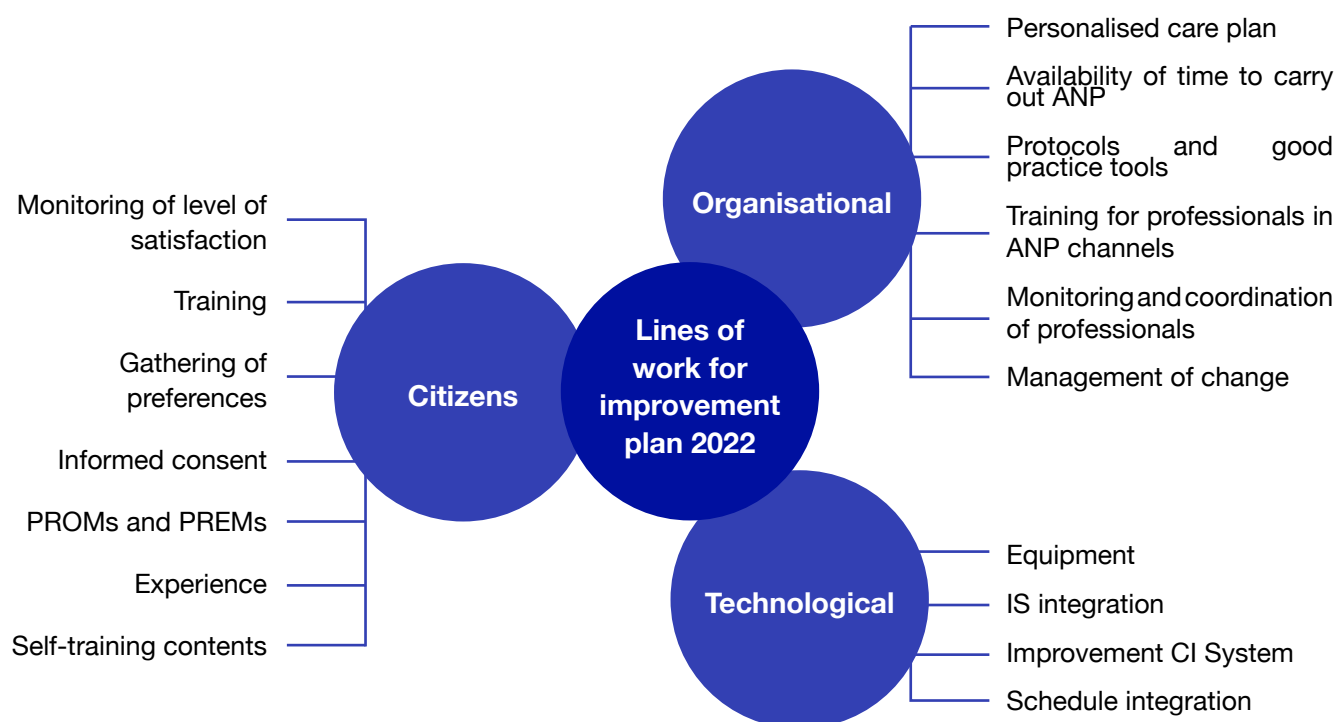 Monitoring of level of
satisfaction
Training
Gathering of
preferences
Informed consent
PROMs and PREMs
Experience
Self-training contents
Citizens
Lines of
work for
improvement
plan 2022
Organisational
Personalised care plan
Availability of time to carry
out ANP
Protocols and good
practice tools
Training for professionals in
ANP channels
Monitoring and coordination
of professionals
Management of change
Technological
Equipment
IS integration
Improvement CI System
Schedule integration